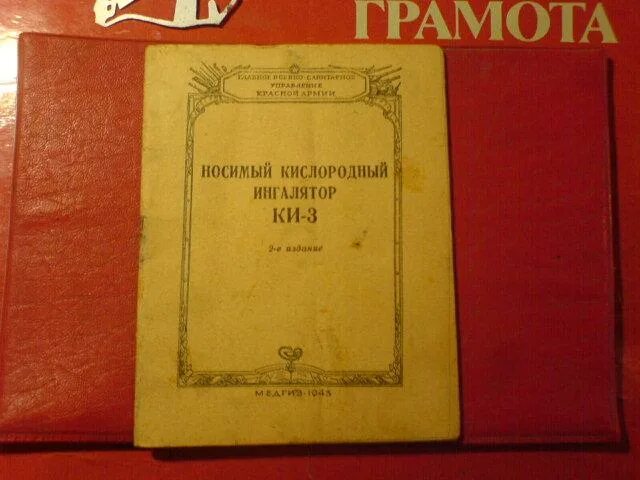 ГРАМОТА
ГЛАВНОЕ ВОЕННО-САНИТАРНОЕ
УПРАВЛЕНИЕ
КРАСНОЙ АРМИИ
НОСИМЫЙ КИСЛОРОДНЫЙ
ИНГАЛЯТОР
КИ-3
2-е издание
МЕДГИЗ-1943